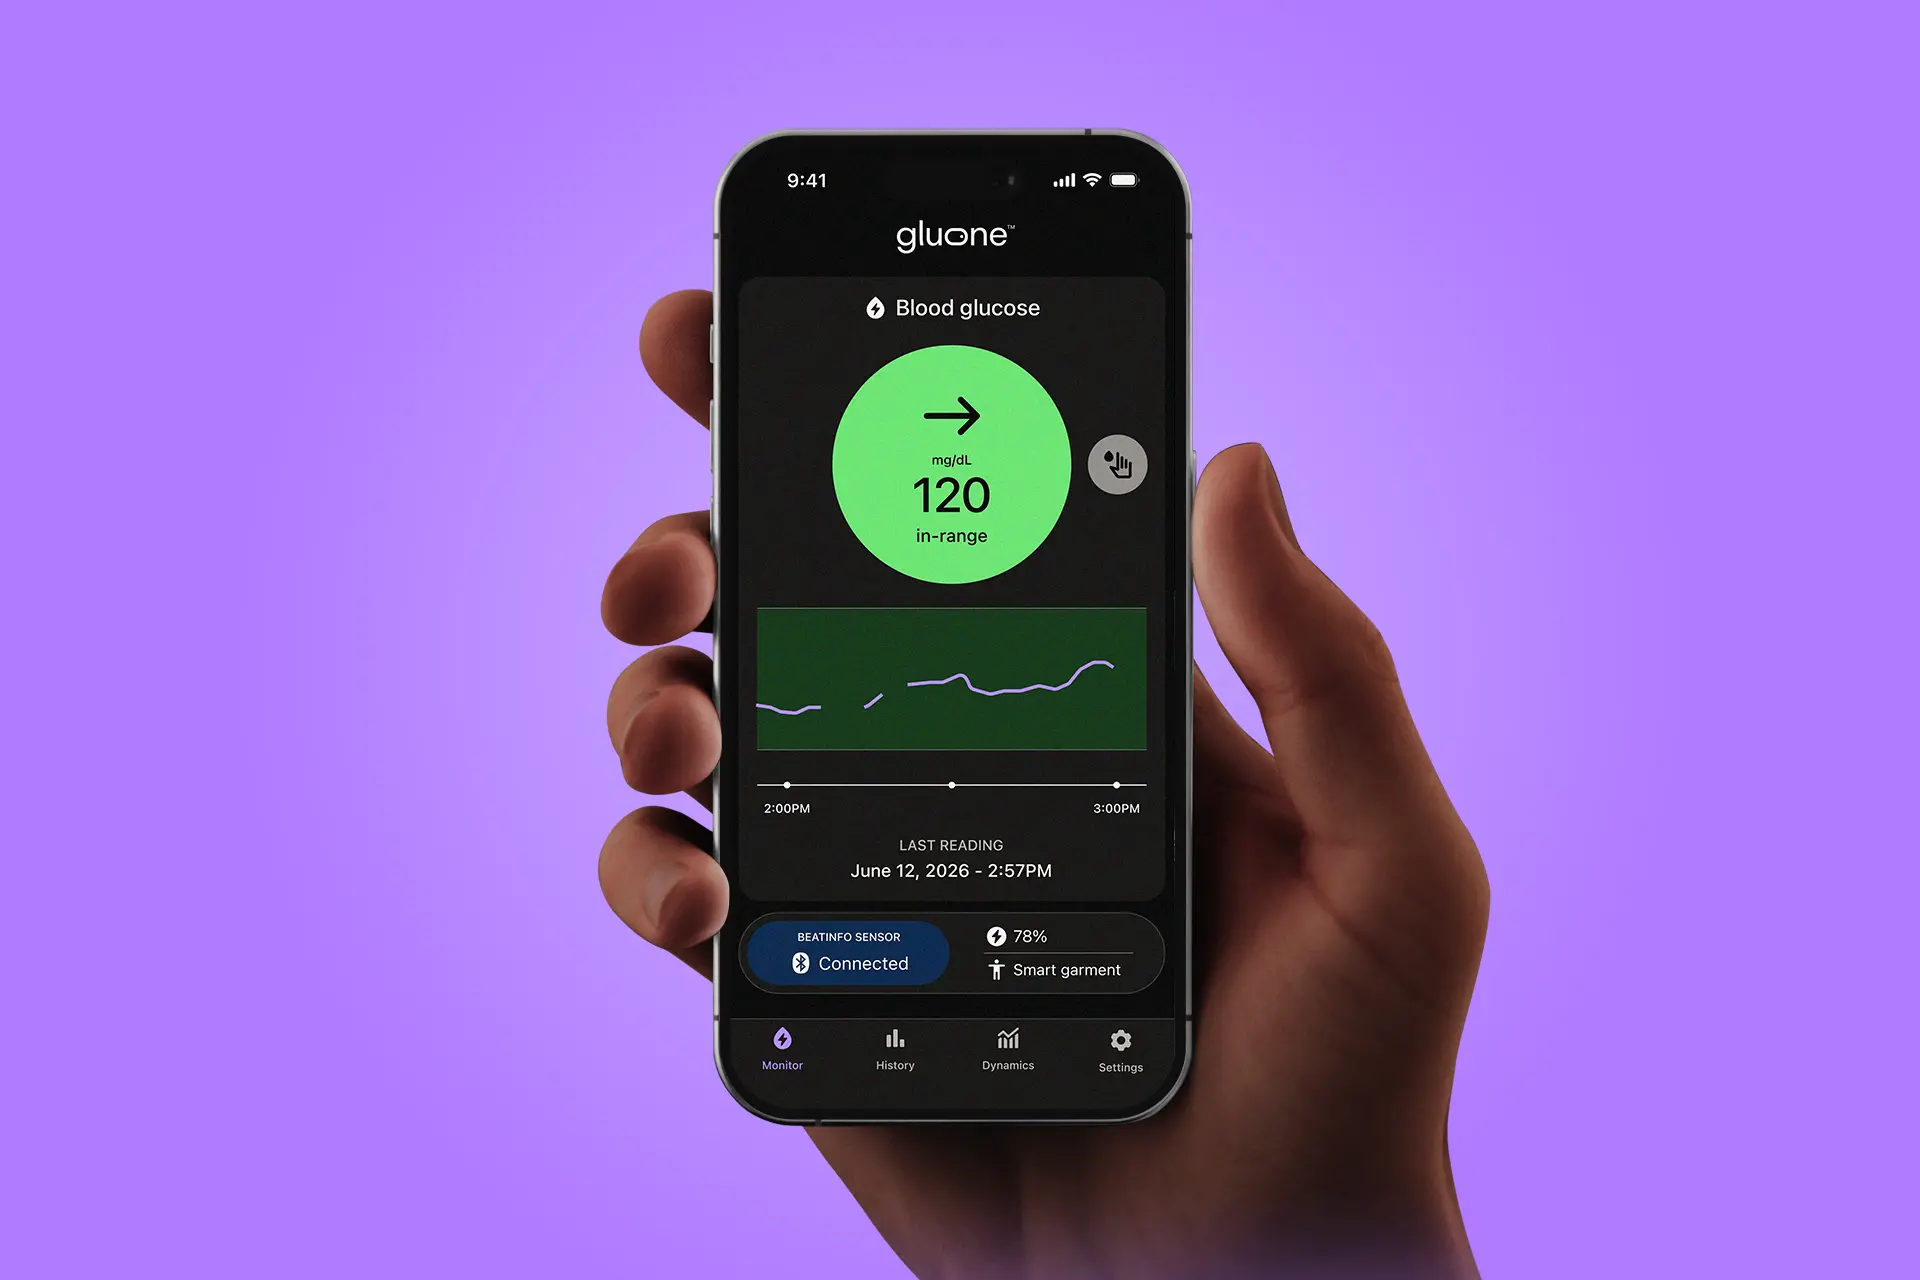 9:41
gluone™
Blood glucose
mg/dL
120
in-range
2:00PM 3:00PM
LAST READING
June 12, 2026 - 2:57PM
BEATINFO SENSOR
Connected
78%
Smart garment
Monitor History Dynamics Settings